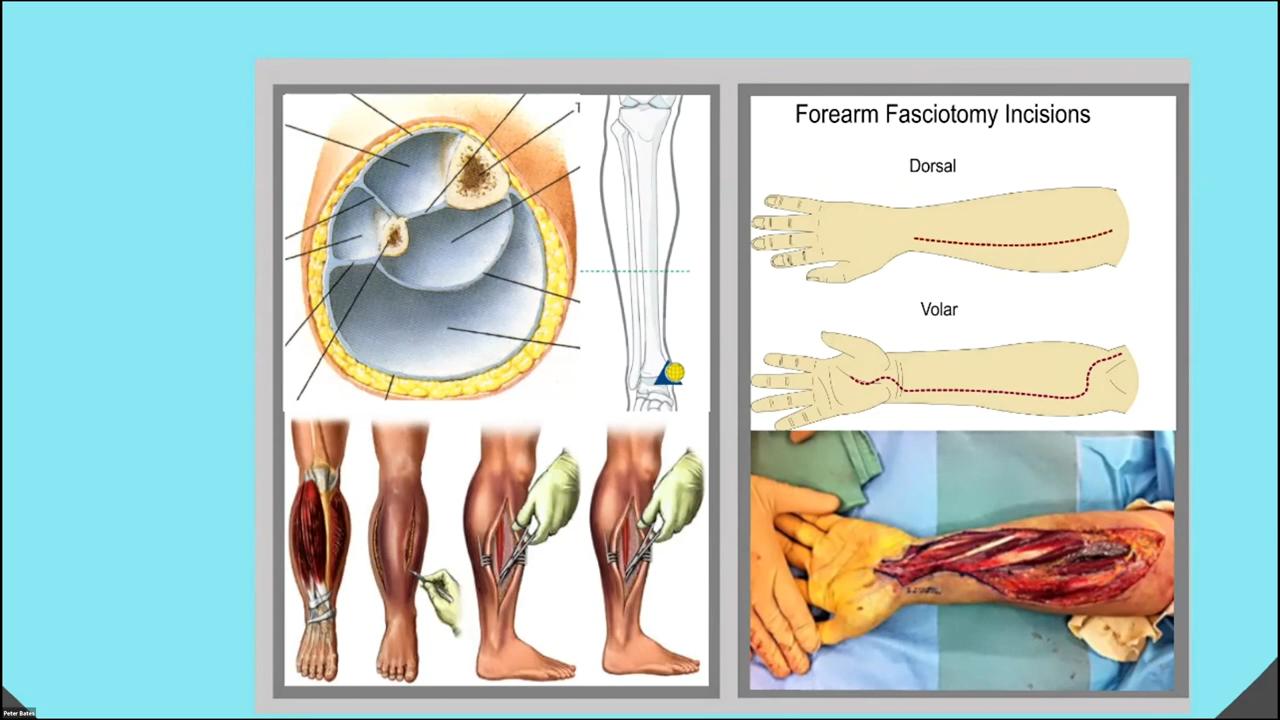 T
Forearm Fasciotomy Incisions
Dorsal
Volar
Peter Bates